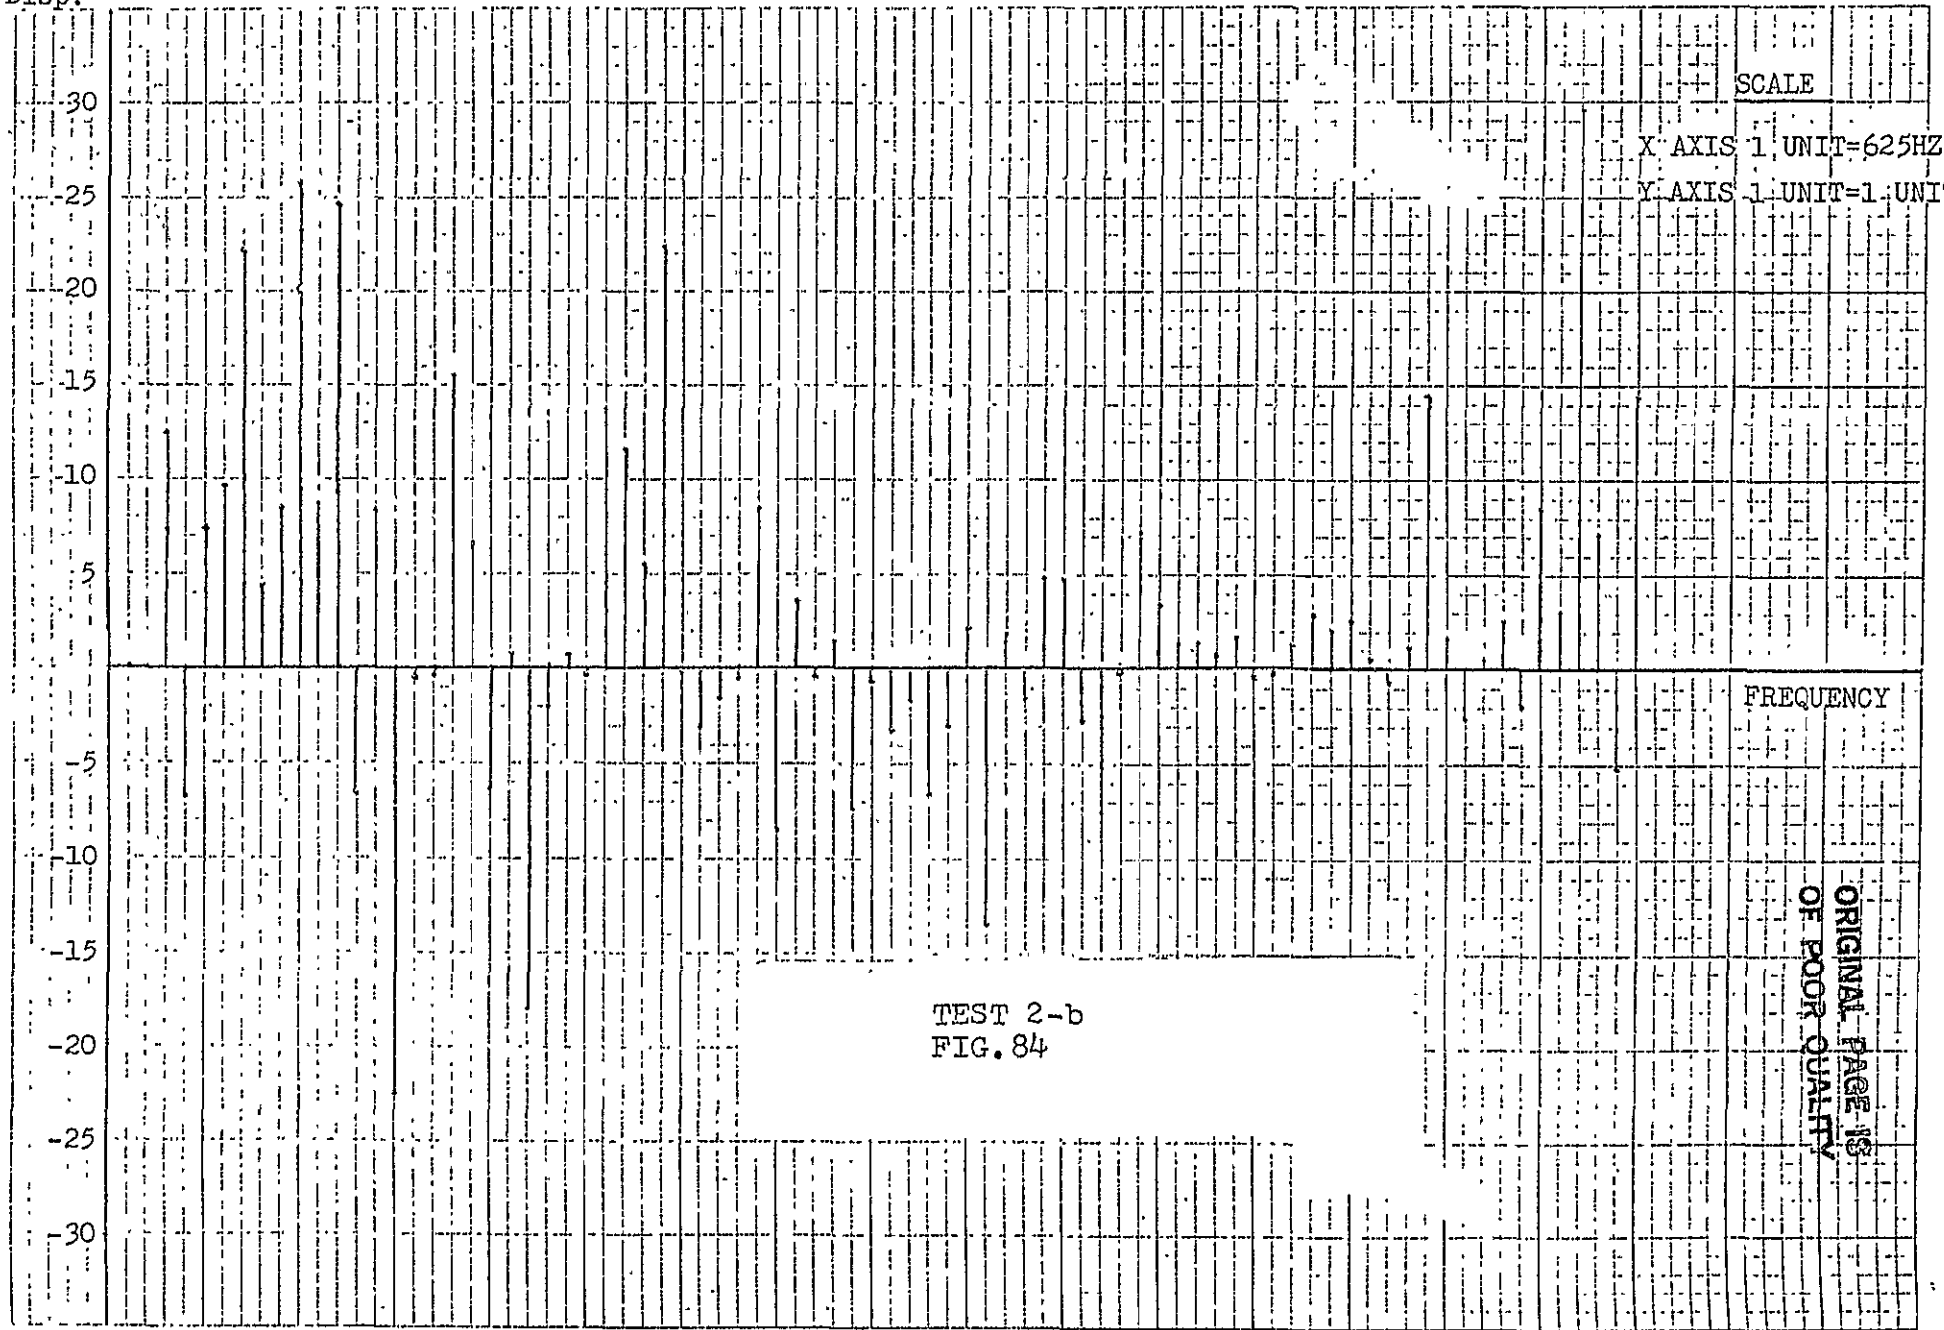 Disp.
30
25
20
15
10
5
-5
-10
-15
-20
-25
-30
SCALE
X AXIS 1 UNIT=625HZ
Y AXIS 1 UNIT=1 UNI
FREQUENCY
TEST 2-b
FIG.84
ORIGINAL PAGE IS
OF POOR QUALITY